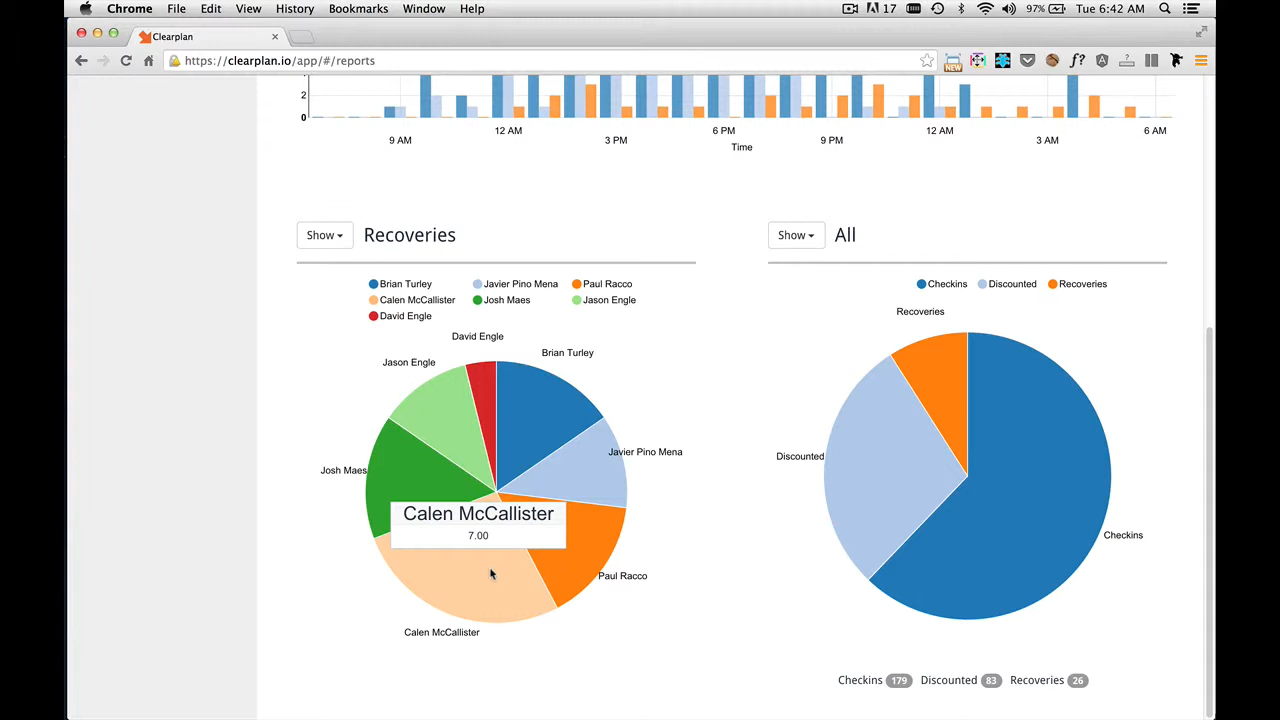 Chrome File Edit View History Bookmarks Window Help 17 97% Tue 6:42 AM
Clearplan
https://clearplan.io/app/#/reports
NEW f?
2
0
12 AM 6 PM 12 AM 6 AM
9 AM 3 PM 9 PM 3 AM
Time
Show Recoveries
Brian Turley Javier Pino Mena Paul Racco
Calen McCallister Josh Maes Jason Engle
David Engle
David Engle
Brian Turley
Jason Engle
Javier Pino Mena
Josh Maes
Calen McCallister
7.00
Paul Racco
Calen McCallister
Show All
Checkins Discounted Recoveries
Recoveries
Discounted
Checkins
Checkins 179 Discounted 83 Recoveries 26